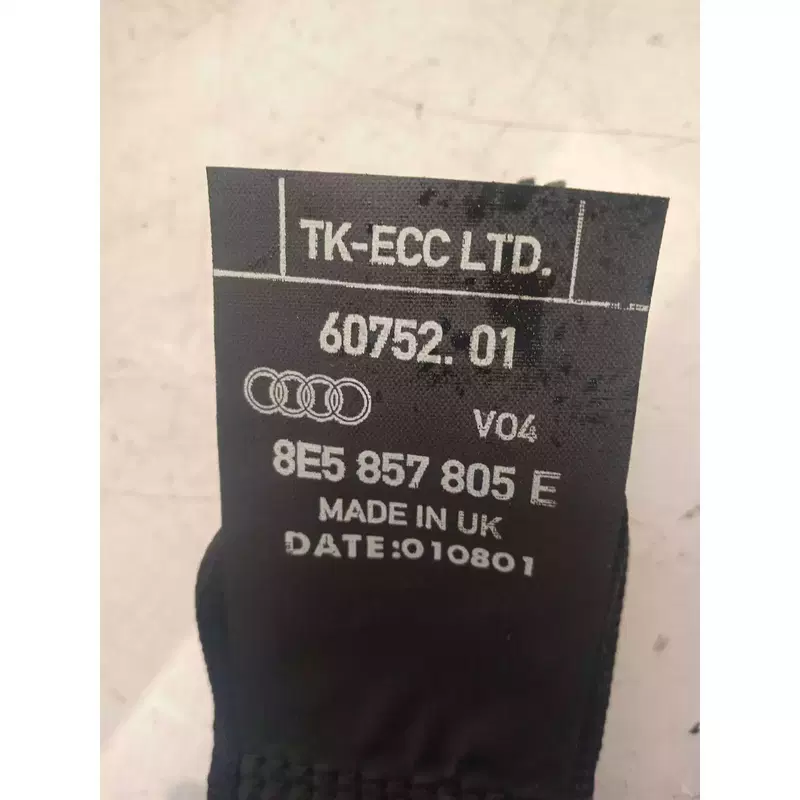 TK-ECC LTD.
60752. 01
V04
8E5 857 805 E
MADE IN UK
DATE:010801